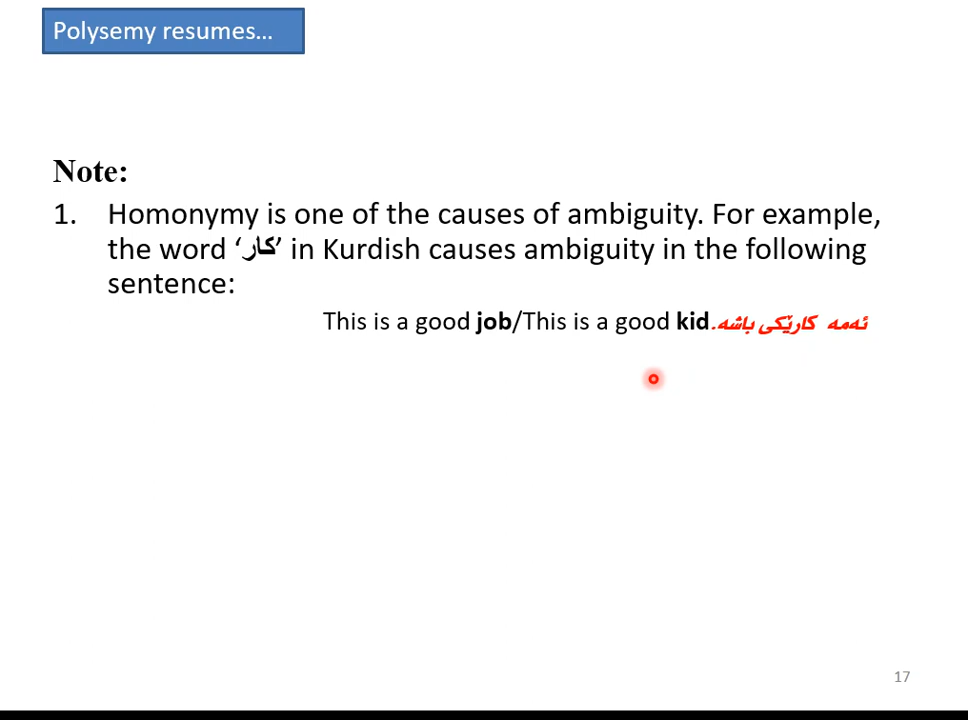 Polysemy resumes...
Note:
1. Homonymy is one of the causes of ambiguity. For example,
the word ‘کار’ in Kurdish causes ambiguity in the following
sentence:
This is a good job/This is a good kid.ئەمە کارێکی باشە
17